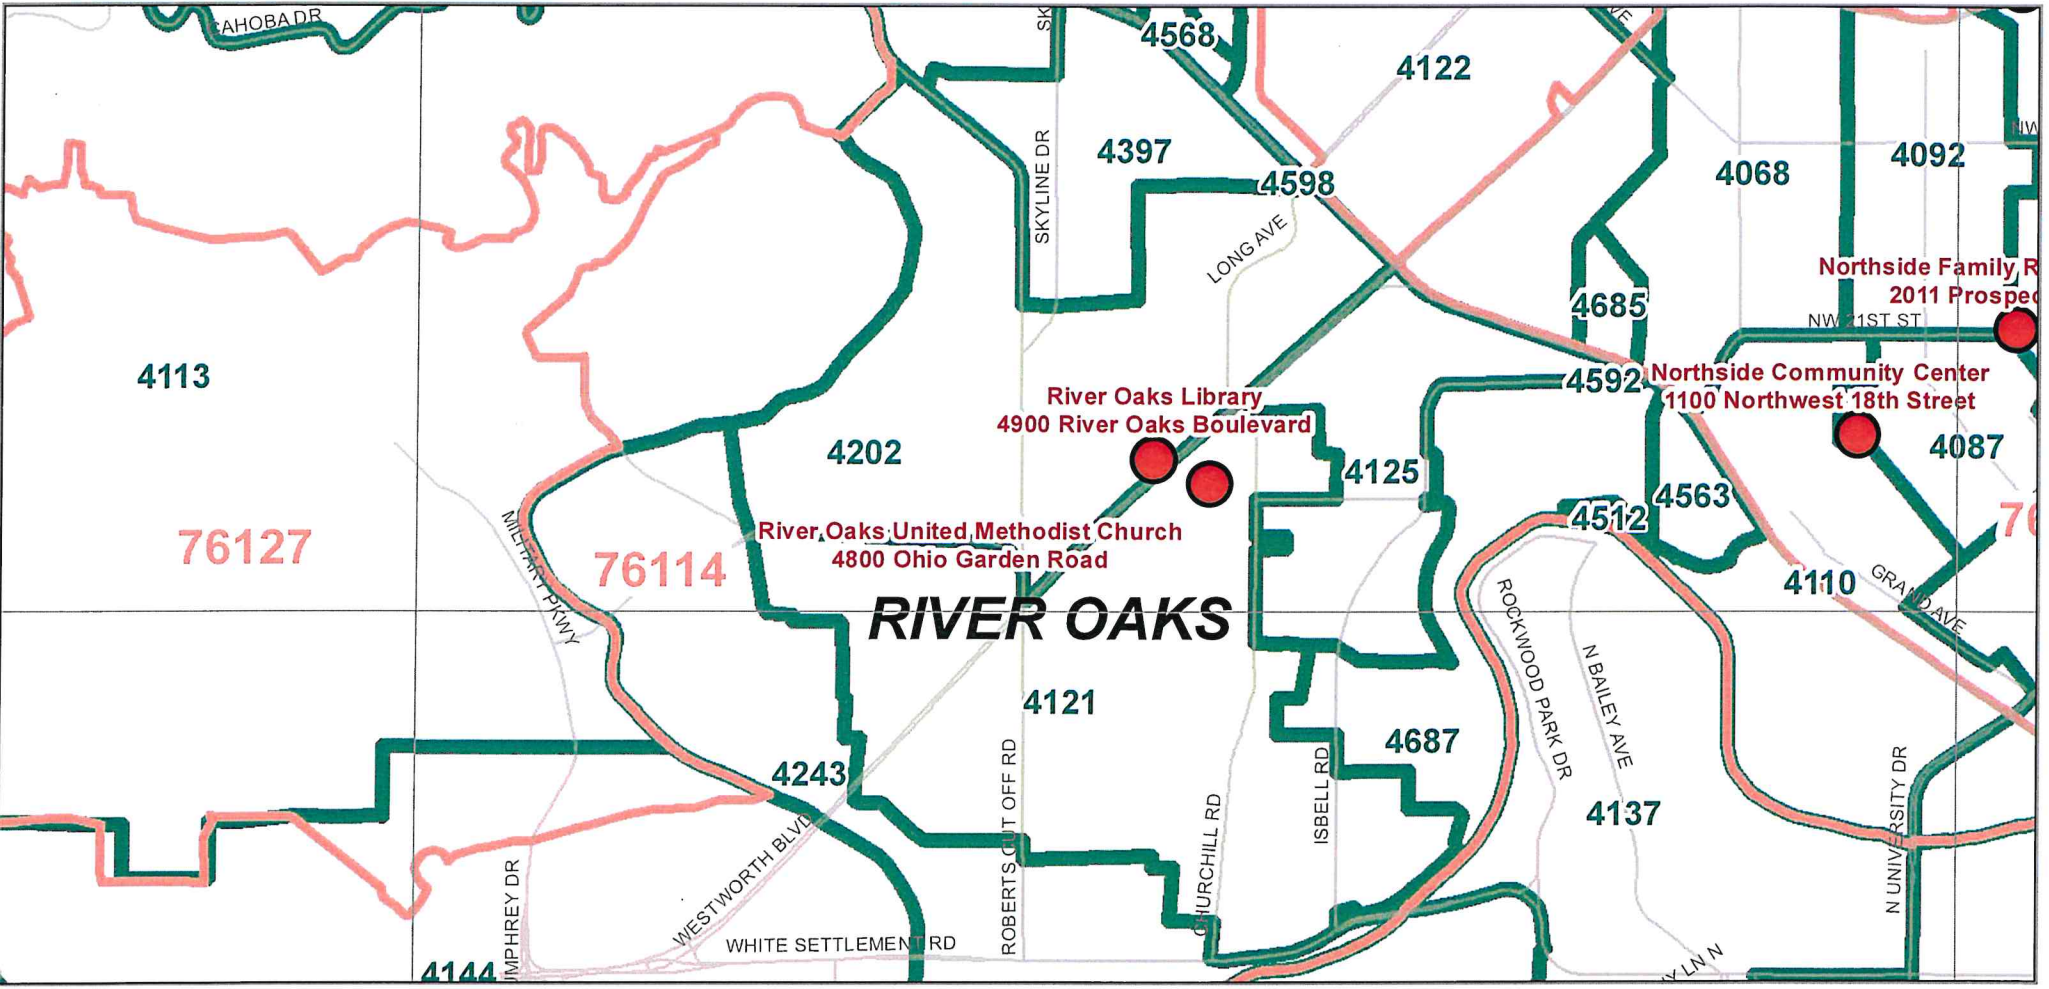 CAHOBA DR
4568
4122
4397
4068
4092
NW
SKYLINE DR
4598
LONG AVE
Northside Family R
2011 Prospec
4685
NW 21ST ST
4113
4592
Northside Community Center
1100 Northwest 18th Street
River Oaks Library
4900 River Oaks Boulevard
4202
4125
4087
4563
4512
76127
76114
River Oaks United Methodist Church
4800 Ohio Garden Road
MILITARY PKWY
4110
GRAND AVE
RIVER OAKS
ROCKWOOD PARK DR
N BAILEY AVE
4121
4687
4243
4137
ROBERTS CUT OFF RD
CHURCHILL RD
ISBELL RD
N UNIVERSITY DR
WESTWORTH BLVD
WHITE SETTLEMENT RD
UMPHREY DR
4144
LN N